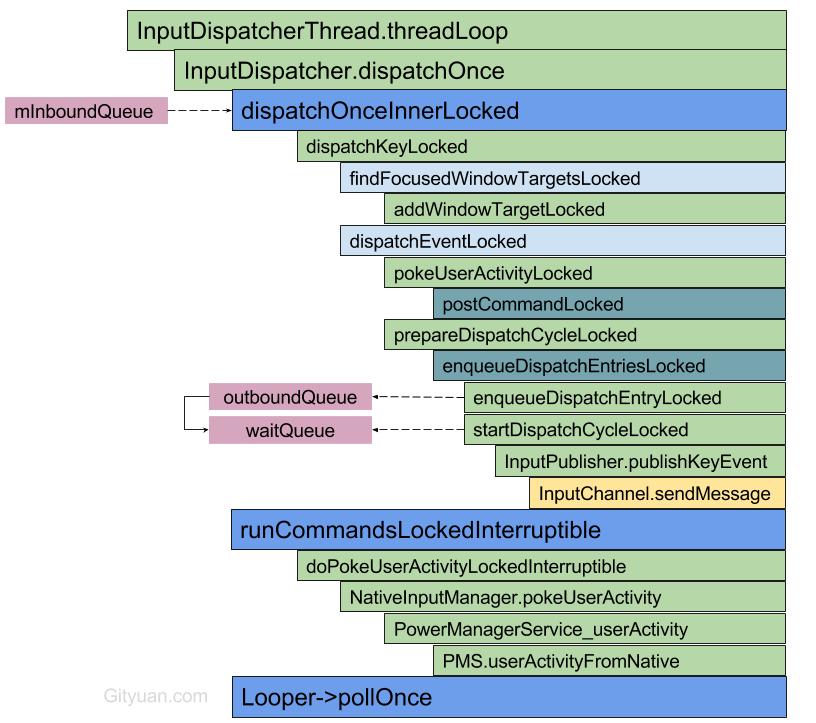 InputDispatcherThread.threadLoop
InputDispatcher.dispatchOnce
mInboundQueue
dispatchOnceInnerLocked
dispatchKeyLocked
findFocusedWindowTargetsLocked
addWindowTargetLocked
dispatchEventLocked
pokeUserActivityLocked
postCommandLocked
prepareDispatchCycleLocked
enqueueDispatchEntriesLocked
outboundQueue
enqueueDispatchEntryLocked
waitQueue
startDispatchCycleLocked
InputPublisher.publishKeyEvent
InputChannel.sendMessage
runCommandsLockedInterruptible
doPokeUserActivityLockedInterruptible
NativeInputManager.pokeUserActivity
PowerManagerService_userActivity
PMS.userActivityFromNative
Gityuan.com
Looper->pollOnce